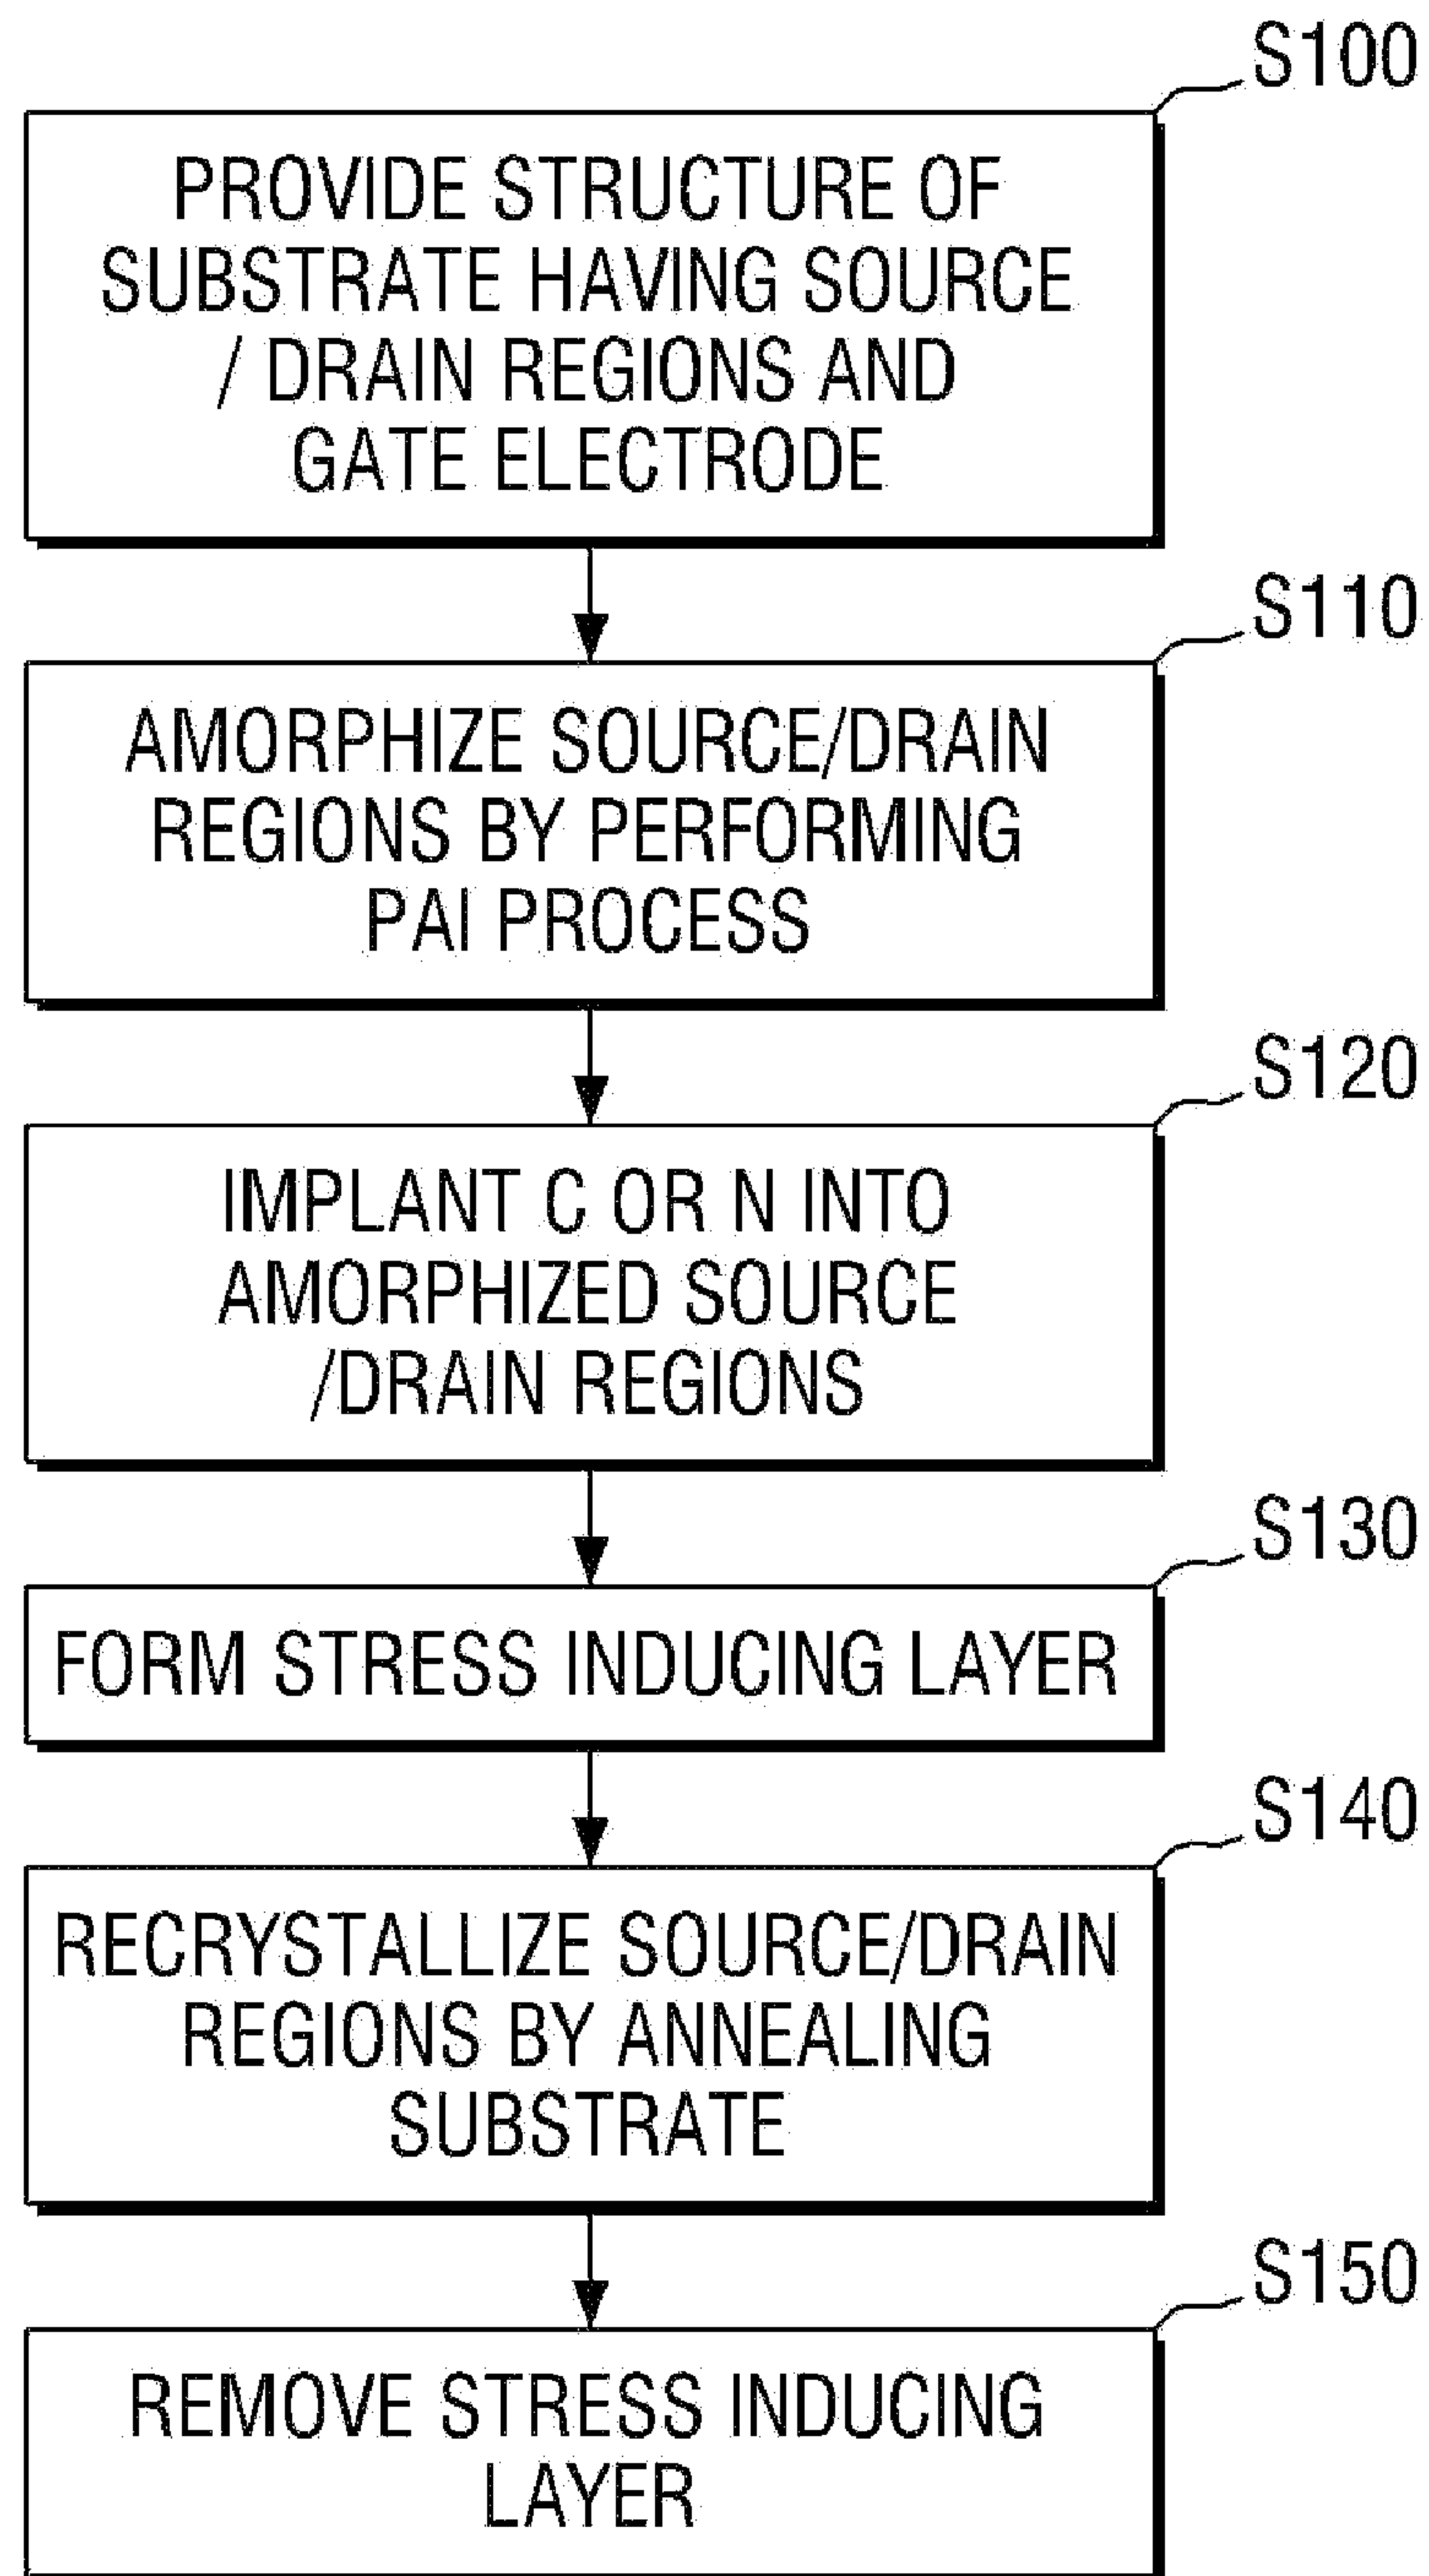 S100
PROVIDE STRUCTURE OF
SUBSTRATE HAVING SOURCE
/ DRAIN REGIONS AND
GATE ELECTRODE
S110
AMORPHIZE SOURCE/DRAIN
REGIONS BY PERFORMING
PAI PROCESS
S120
IMPLANT C OR N INTO
AMORPHIZED SOURCE
/DRAIN REGIONS
S130
FORM STRESS INDUCING LAYER
S140
RECRYSTALLIZE SOURCE/DRAIN
REGIONS BY ANNEALING
SUBSTRATE
S150
REMOVE STRESS INDUCING
LAYER